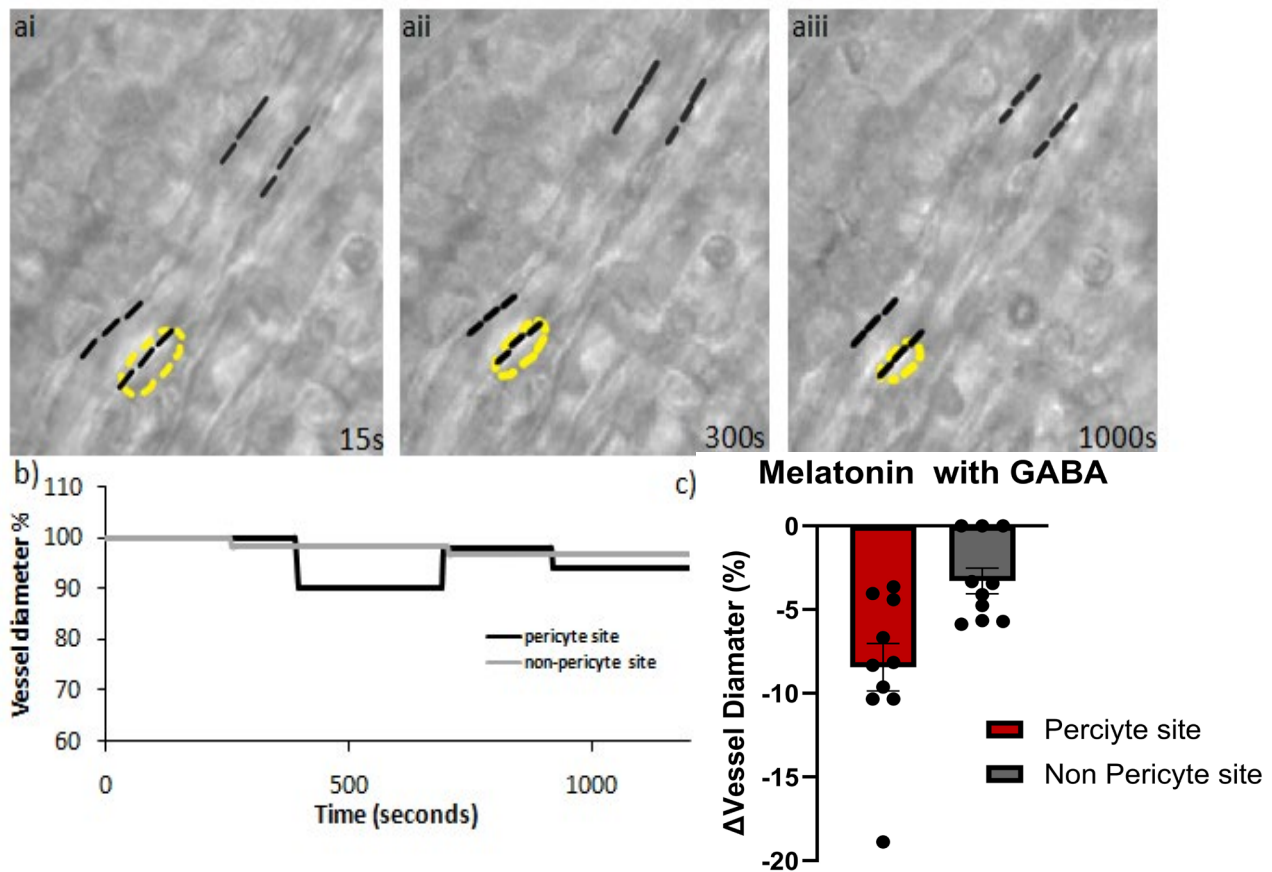 ai
aii
aiii
15s
300s
1000s
b)
110
100
90
80
70
60
Vessel diameter %
pericyte site
non-pericyte site
0
500
1000
Time (seconds)
c)
Melatonin with GABA
0
-5
-10
-15
-20
ΔVessel Diamater (%)
Perciyte site
Non Pericyte site